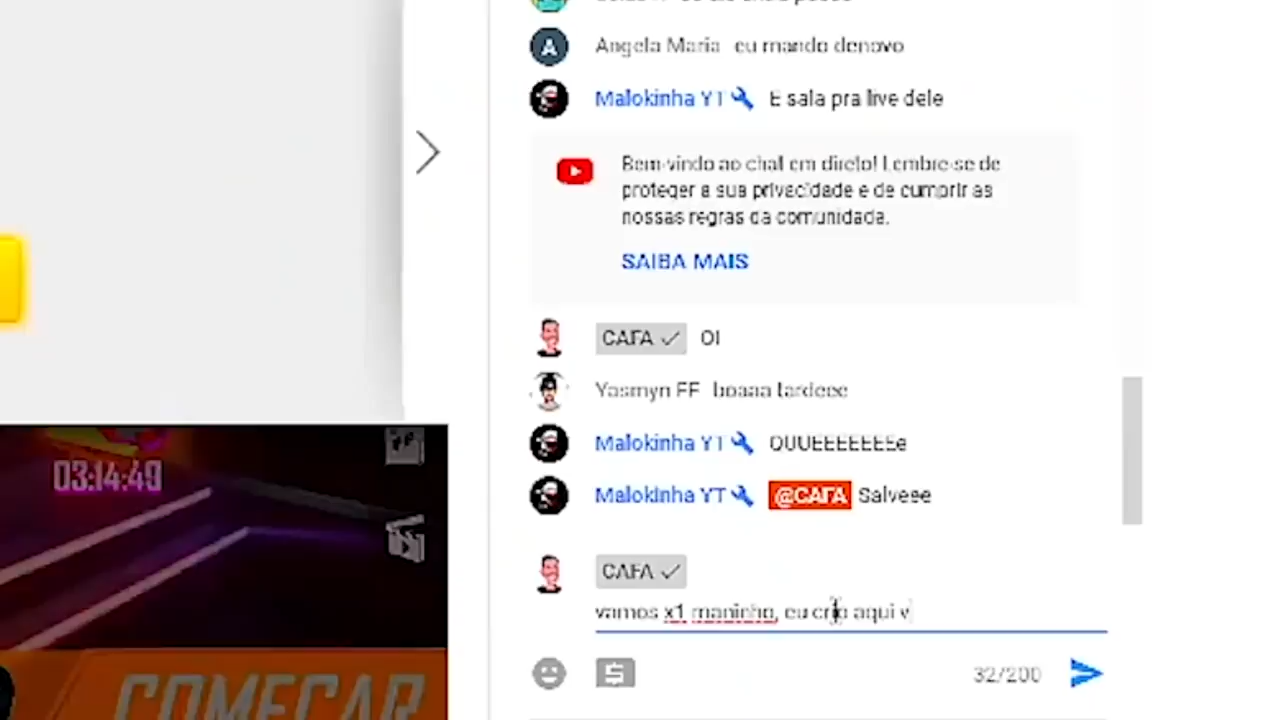 Angela Maria eu mando denovo
Malokinha YT E sala pra live dele
Bem-vindo ao chat em direto! Lembre-se de
proteger a sua privacidade e de cumprir as
nossas regras da comunidade.
SAIBA MAIS
CAFA ✓ OI
Yasmyn FF boaaa tardeee
Malokinha YT QUUEEEEEEEe
Malokinha YT @CAFA Salveee
03:14:49
CAFA ✓
vamos x1 maninho, eu crio aqui v
32/200
COMEÇAR